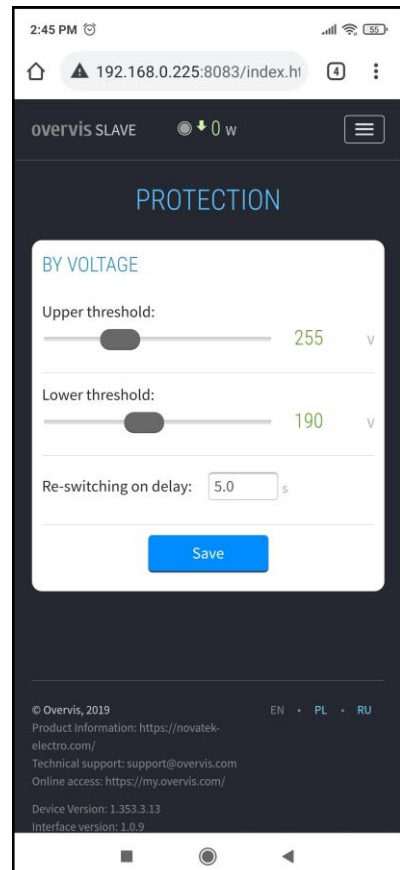 2:45 PM
55
192.168.0.225:8083/index.ht
4
overvis SLAVE
0 W
PROTECTION
BY VOLTAGE
Upper threshold:
255 V
Lower threshold:
190 V
Re-switching on delay: 5.0 s
Save
© Overvis, 2019
EN • PL • RU
Product Information: https://novatek-
electro.com/
Technical support: support@overvis.com
Online access: https://my.overvis.com/
Device Version: 1.353.3.13
Interface version: 1.0.9